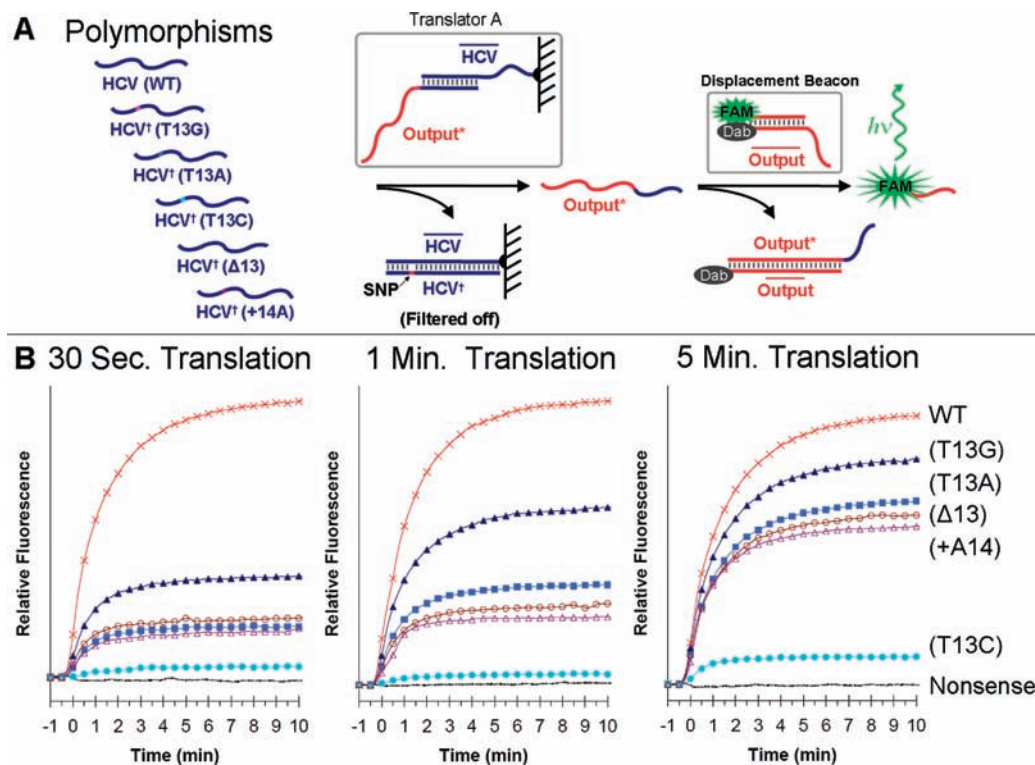 A Polymorphisms
HCV (WT)
HCV† (T13G)
HCV† (T13A)
HCV† (T13C)
HCV† (Δ13)
HCV† (+14A)
Translator A
HCV
Output*
HCV
SNP
HCV†
(Filtered off)
Output*
Displacement Beacon
FAM
Dab
Output
hν
FAM
Output*
Dab
Output
B 30 Sec. Translation
1 Min. Translation
5 Min. Translation
Relative Fluorescence
-1 0 1 2 3 4 5 6 7 8 9 10
Time (min)
Relative Fluorescence
-1 0 1 2 3 4 5 6 7 8 9 10
Time (min)
Relative Fluorescence
-1 0 1 2 3 4 5 6 7 8 9 10
Time (min)
WT
(T13G)
(T13A)
(Δ13)
(+A14)
(T13C)
Nonsense